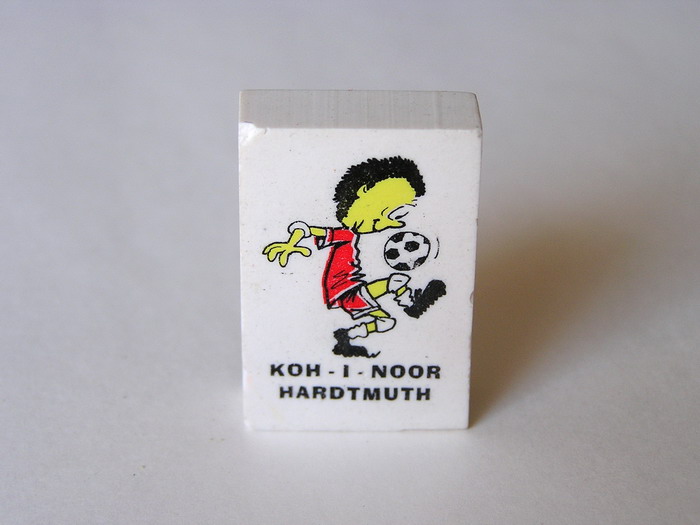 KOH - I - NOOR
HARDTMUTH